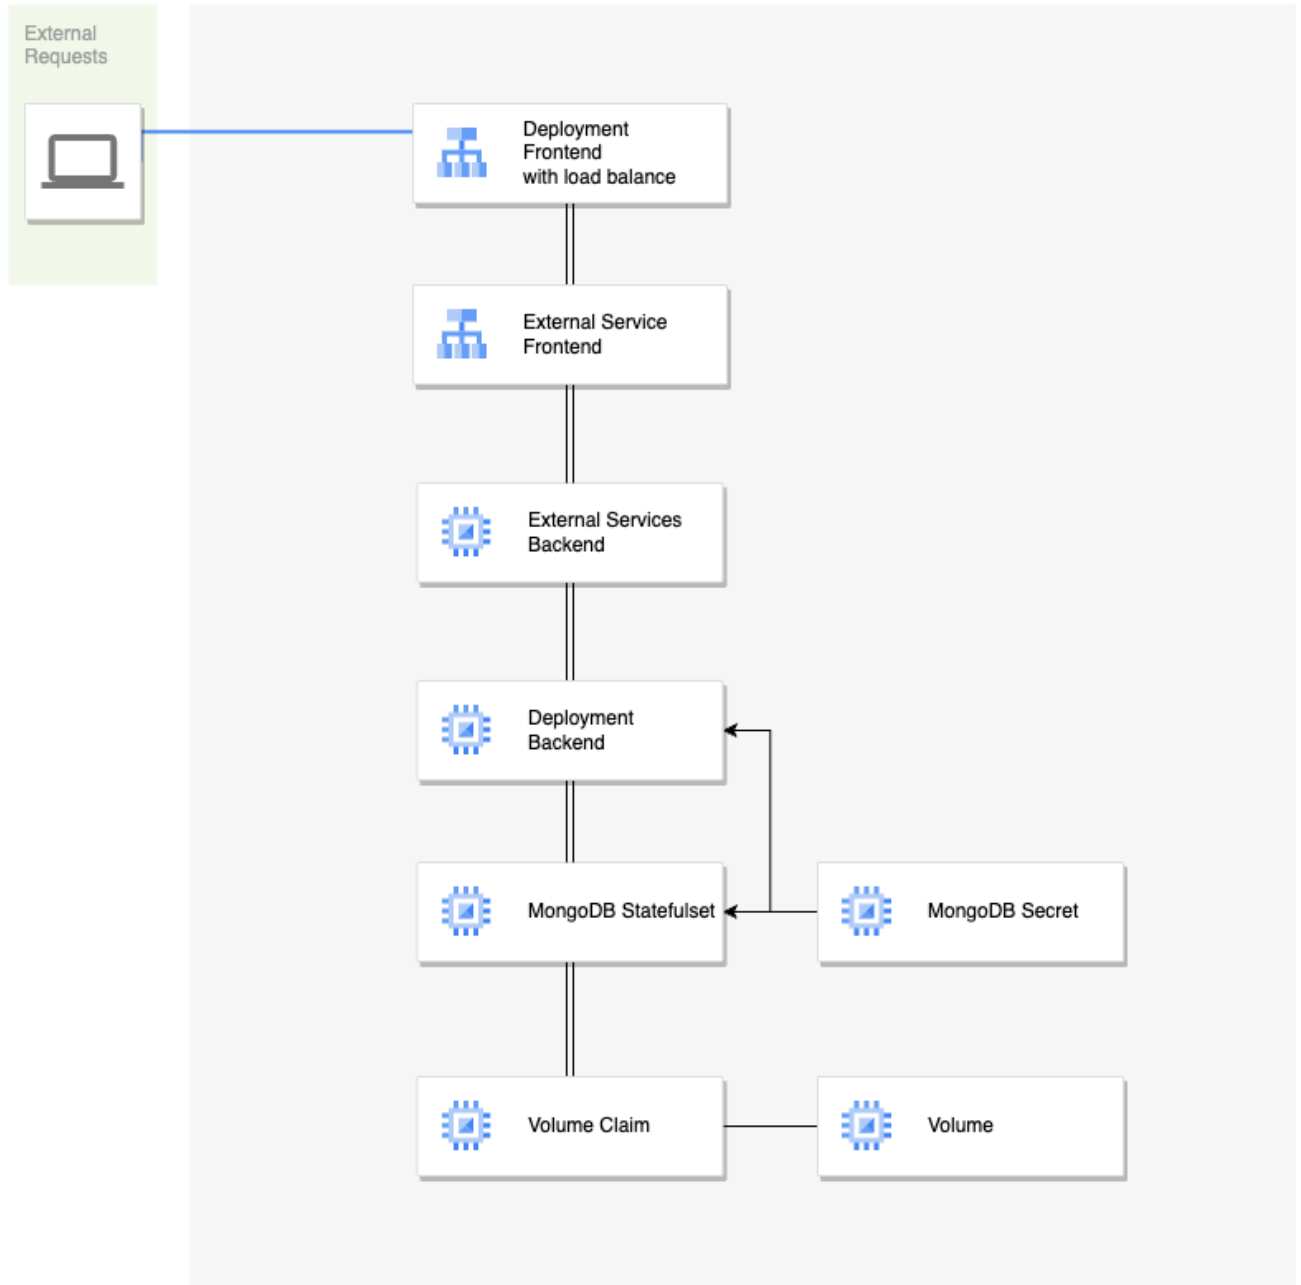 External
Requests
Deployment
Frontend
with load balance
External Service
Frontend
External Services
Backend
Deployment
Backend
MongoDB Statefulset
MongoDB Secret
Volume Claim
Volume